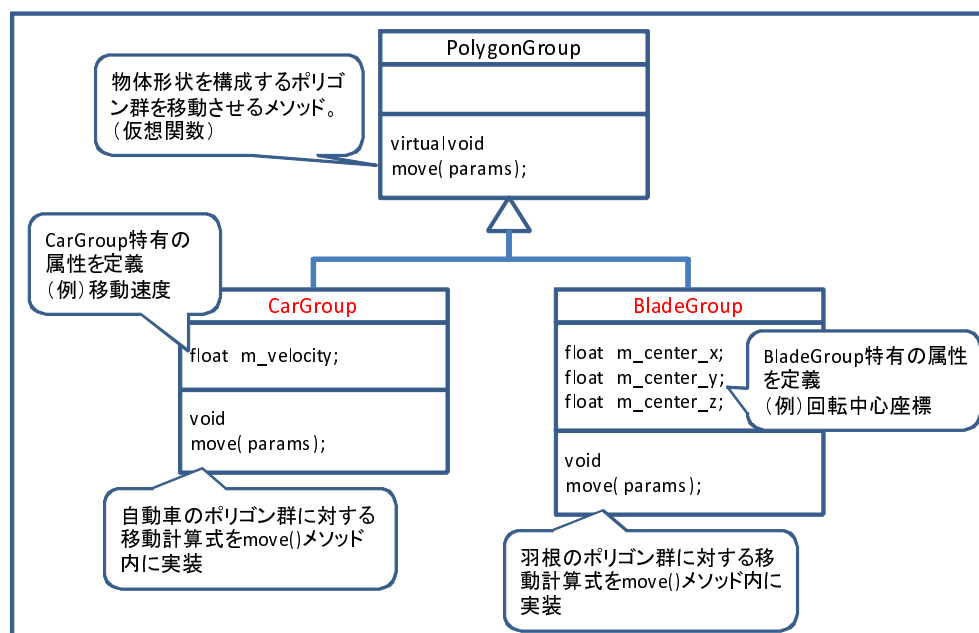 PolygonGroup
物体形状を構成するポリゴ
ン群を移動させるメソッド。
(仮想関数)
virtual void
move( params);
CarGroup特有の
属性を定義
(例)移動速度
CarGroup
float m_velocity;
void
move( params);
自動車のポリゴン群に対する
移動計算式をmove()メソッド
内に実装
BladeGroup
float m_center_x;
float m_center_y;
float m_center_z;
BladeGroup特有の属性
を定義
(例)回転中心座標
void
move( params);
羽根のポリゴン群に対する移
動計算式をmove()メソッド内に
実装